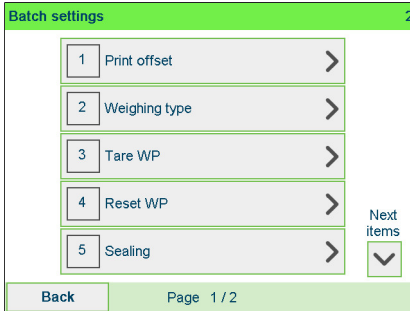 Batch settings 2
1 Print offset
2 Weighing type
3 Tare WP
4 Reset WP
5 Sealing
Next
items
Back Page 1 / 2